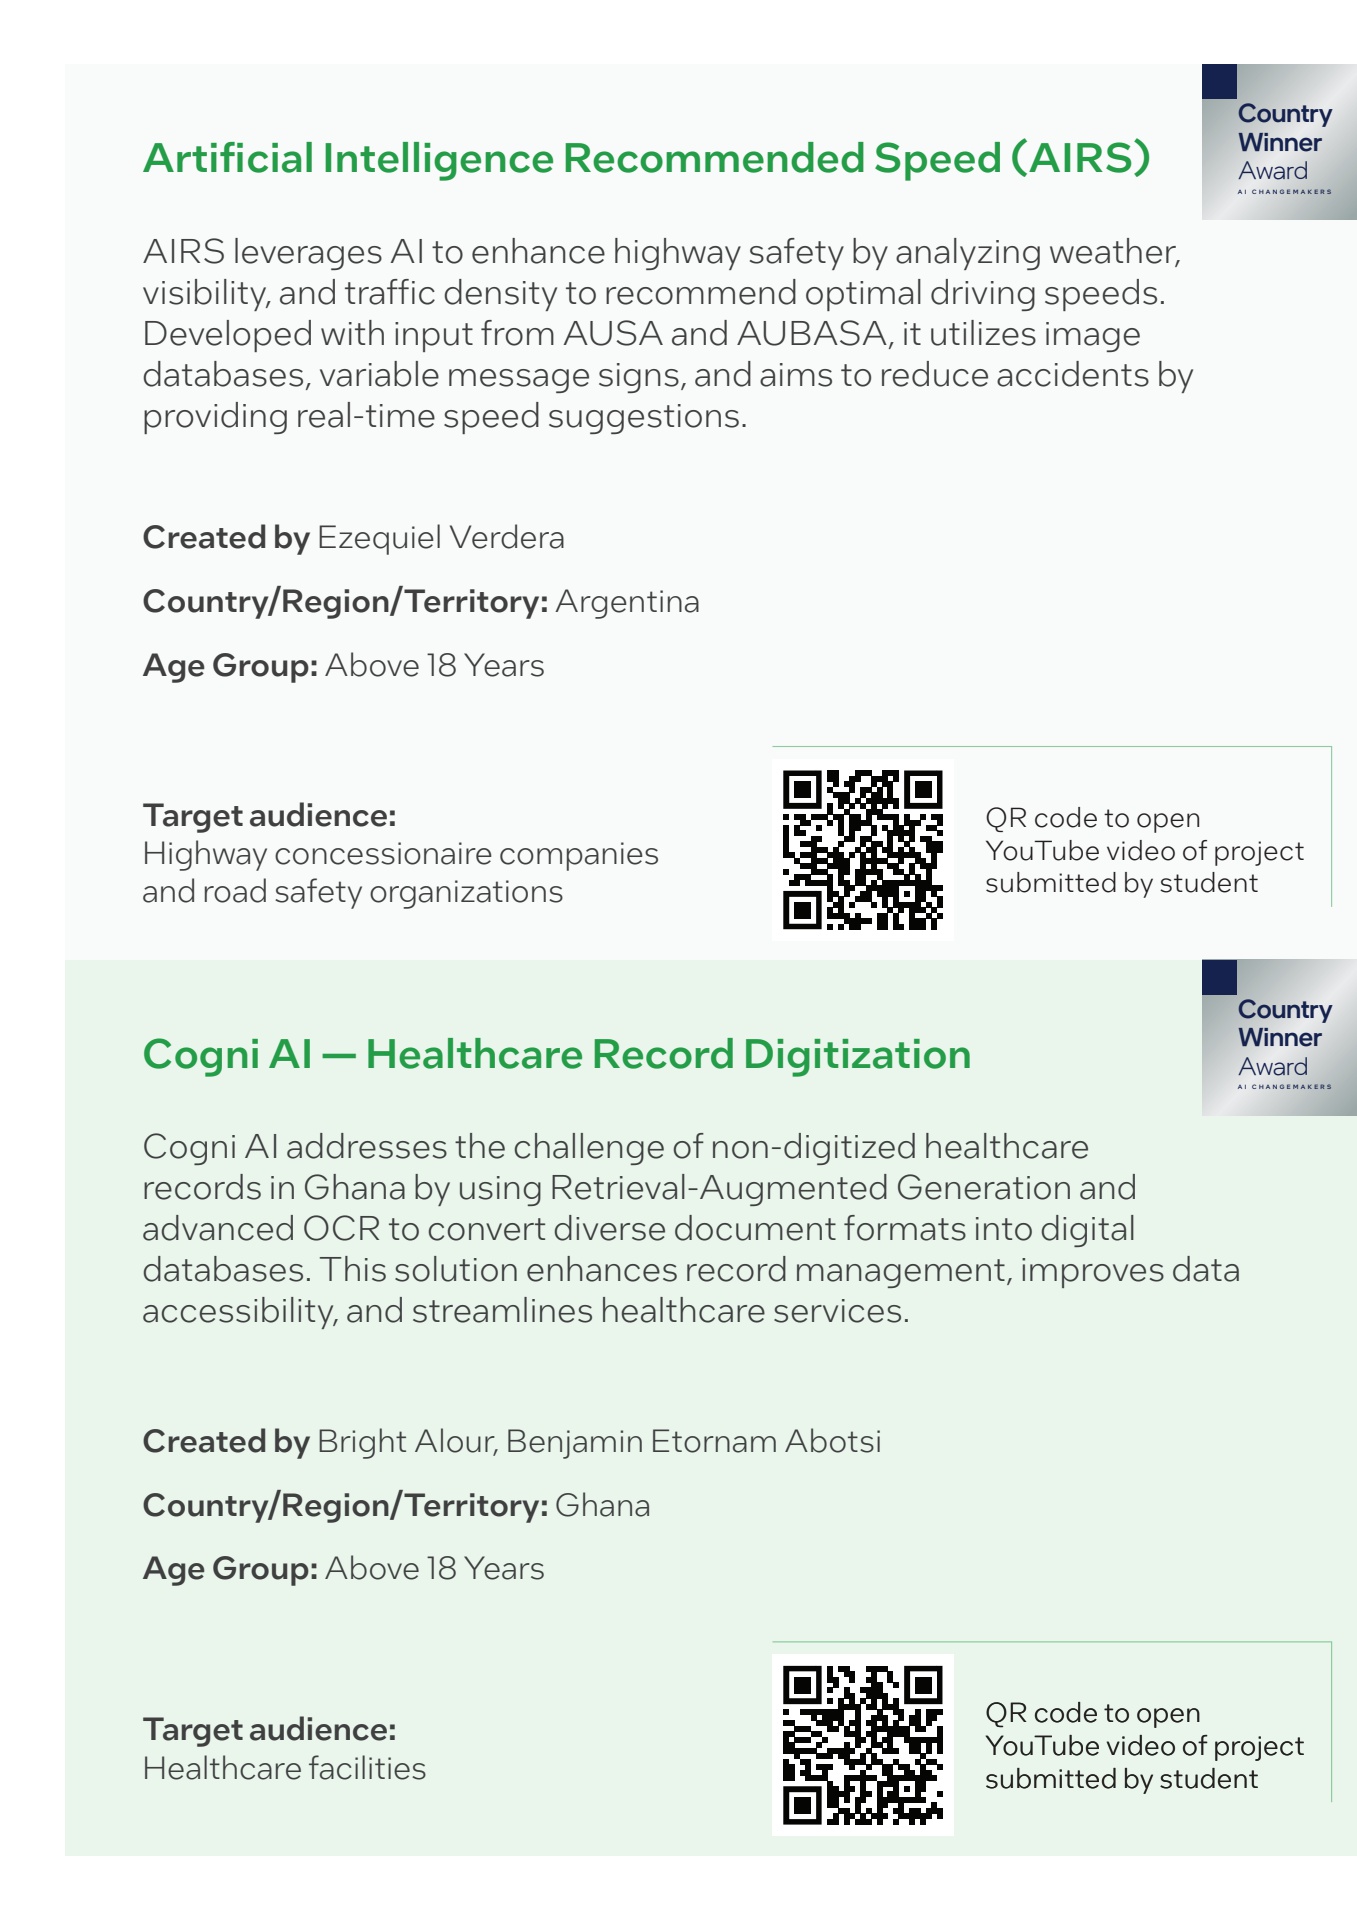 Country
Winner
Award
AI CHANGEMAKERS
Artificial Intelligence Recommended Speed (AIRS)
AIRS leverages AI to enhance highway safety by analyzing weather,
visibility, and traffic density to recommend optimal driving speeds.
Developed with input from AUSA and AUBASA, it utilizes image
databases, variable message signs, and aims to reduce accidents by
providing real-time speed suggestions.
Created by Ezequiel Verdera
Country/Region/Territory: Argentina
Age Group: Above 18 Years
Target audience:
Highway concessionaire companies
and road safety organizations
QR code to open
YouTube video of project
submitted by student
Country
Winner
Award
AI CHANGEMAKERS
Cogni AI — Healthcare Record Digitization
Cogni AI addresses the challenge of non-digitized healthcare
records in Ghana by using Retrieval-Augmented Generation and
advanced OCR to convert diverse document formats into digital
databases. This solution enhances record management, improves data
accessibility, and streamlines healthcare services.
Created by Bright Alour, Benjamin Etornam Abotsi
Country/Region/Territory: Ghana
Age Group: Above 18 Years
Target audience:
Healthcare facilities
QR code to open
YouTube video of project
submitted by student